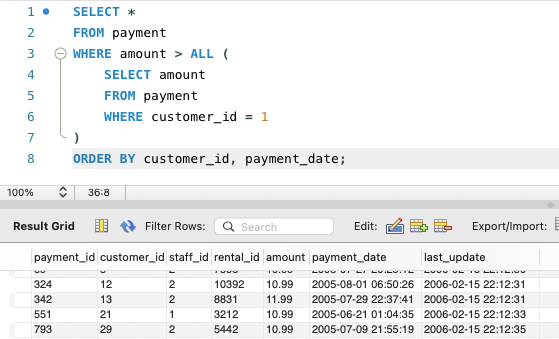 1 SELECT *
2 FROM payment
3 WHERE amount > ALL (
4 SELECT amount
5 FROM payment
6 WHERE customer_id = 1
7 )
8 ORDER BY customer_id, payment_date;
100% 36:8
Result Grid Filter Rows: Search Edit: Export/Import:
payment_id customer_id staff_id rental_id amount payment_date last_update
324 12 2 10392 10.99 2005-08-01 06:50:26 2006-02-15 22:12:31
342 13 2 8831 11.99 2005-07-29 22:37:41 2006-02-15 22:12:31
551 21 1 3212 10.99 2005-06-21 01:04:35 2006-02-15 22:12:33
793 29 2 5442 10.99 2005-07-09 21:55:19 2006-02-15 22:12:35